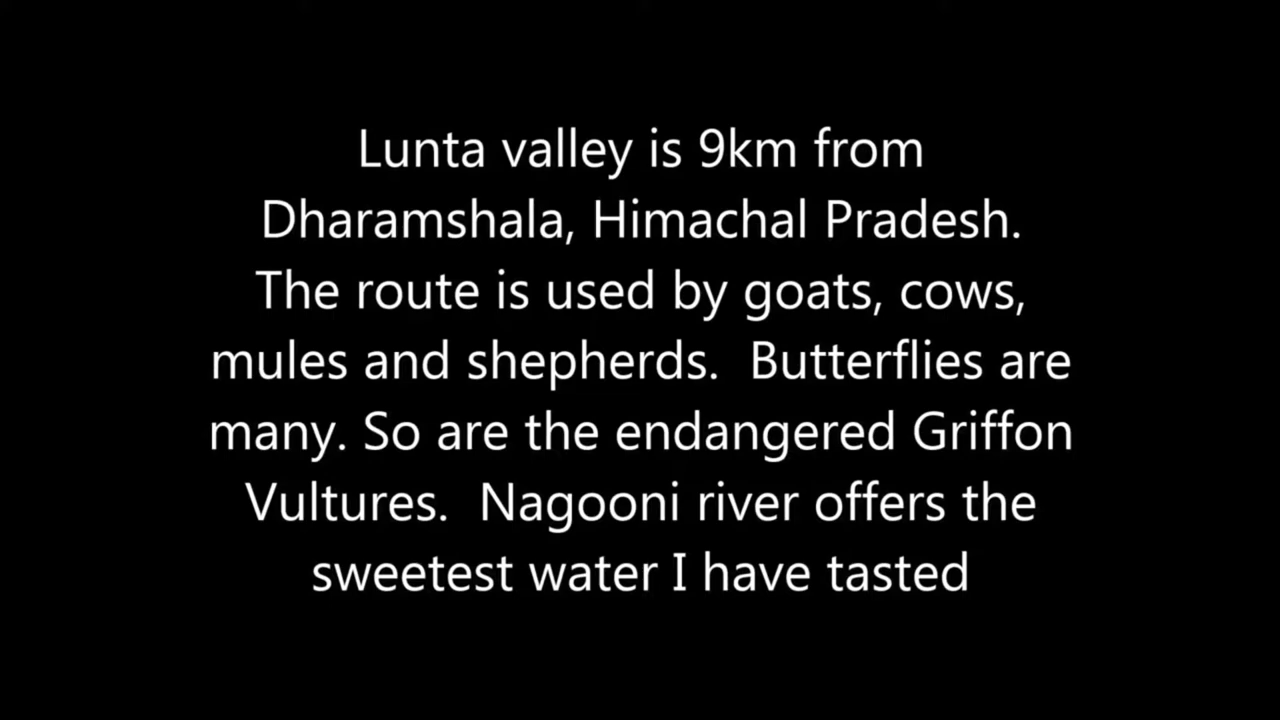 Lunta valley is 9km from
Dharamshala, Himachal Pradesh.
The route is used by goats, cows,
mules and shepherds.  Butterflies are
many. So are the endangered Griffon
Vultures.  Nagooni river offers the
sweetest water I have tasted